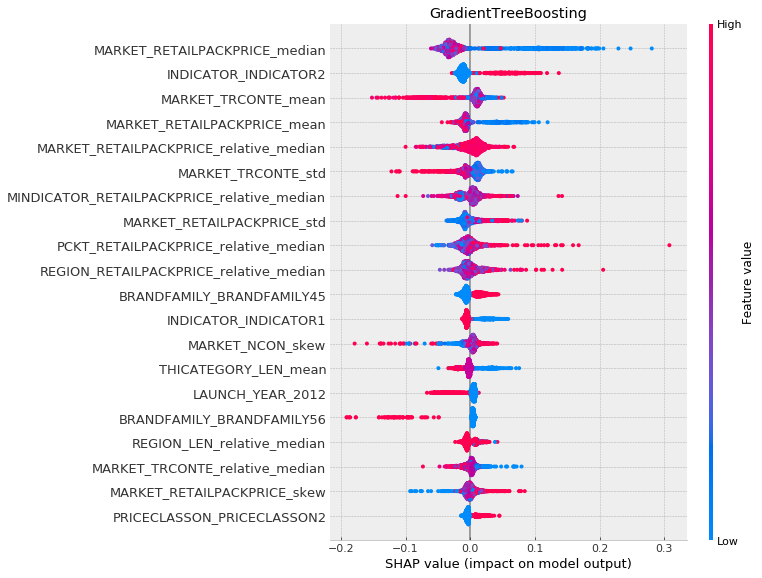 GradientTreeBoosting
High
MARKET_RETAILPACKPRICE_median
INDICATOR_INDICATOR2
MARKET_TRCONTE_mean
MARKET_RETAILPACKPRICE_mean
MARKET_RETAILPACKPRICE_relative_median
MARKET_TRCONTE_std
MINDICATOR_RETAILPACKPRICE_relative_median
MARKET_RETAILPACKPRICE_std
PCKT_RETAILPACKPRICE_relative_median
REGION_RETAILPACKPRICE_relative_median
BRANDFAMILY_BRANDFAMILY45
INDICATOR_INDICATOR1
MARKET_NCON_skew
THICATEGORY_LEN_mean
LAUNCH_YEAR_2012
BRANDFAMILY_BRANDFAMILY56
REGION_LEN_relative_median
MARKET_TRCONTE_relative_median
MARKET_RETAILPACKPRICE_skew
PRICECLASSON_PRICECLASSON2
Feature value
Low
−0.2 −0.1 0.0 0.1 0.2 0.3
SHAP value (impact on model output)